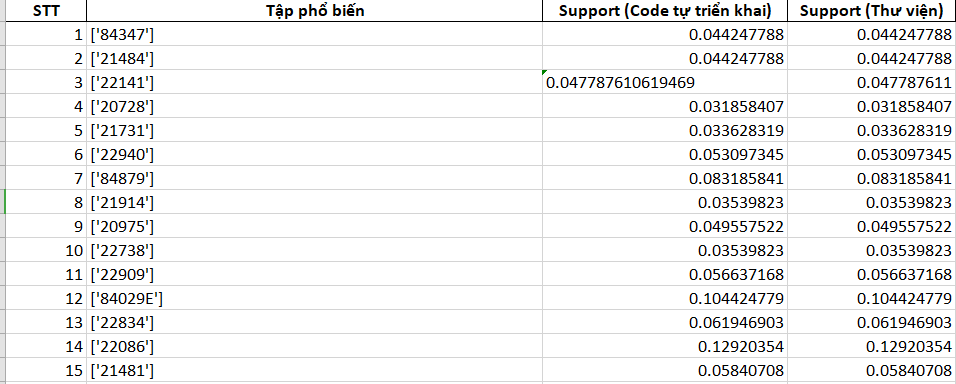 STT Tập phổ biến Support (Code tự triển khai) Support (Thư viện)
1 ['84347'] 0.044247788 0.044247788
2 ['21484'] 0.044247788 0.044247788
3 ['22141'] 0.047787610619469 0.047787611
4 ['20728'] 0.031858407 0.031858407
5 ['21731'] 0.033628319 0.033628319
6 ['22940'] 0.053097345 0.053097345
7 ['84879'] 0.083185841 0.083185841
8 ['21914'] 0.03539823 0.03539823
9 ['20975'] 0.049557522 0.049557522
10 ['22738'] 0.03539823 0.03539823
11 ['22909'] 0.056637168 0.056637168
12 ['84029E'] 0.104424779 0.104424779
13 ['22834'] 0.061946903 0.061946903
14 ['22086'] 0.12920354 0.12920354
15 ['21481'] 0.05840708 0.05840708